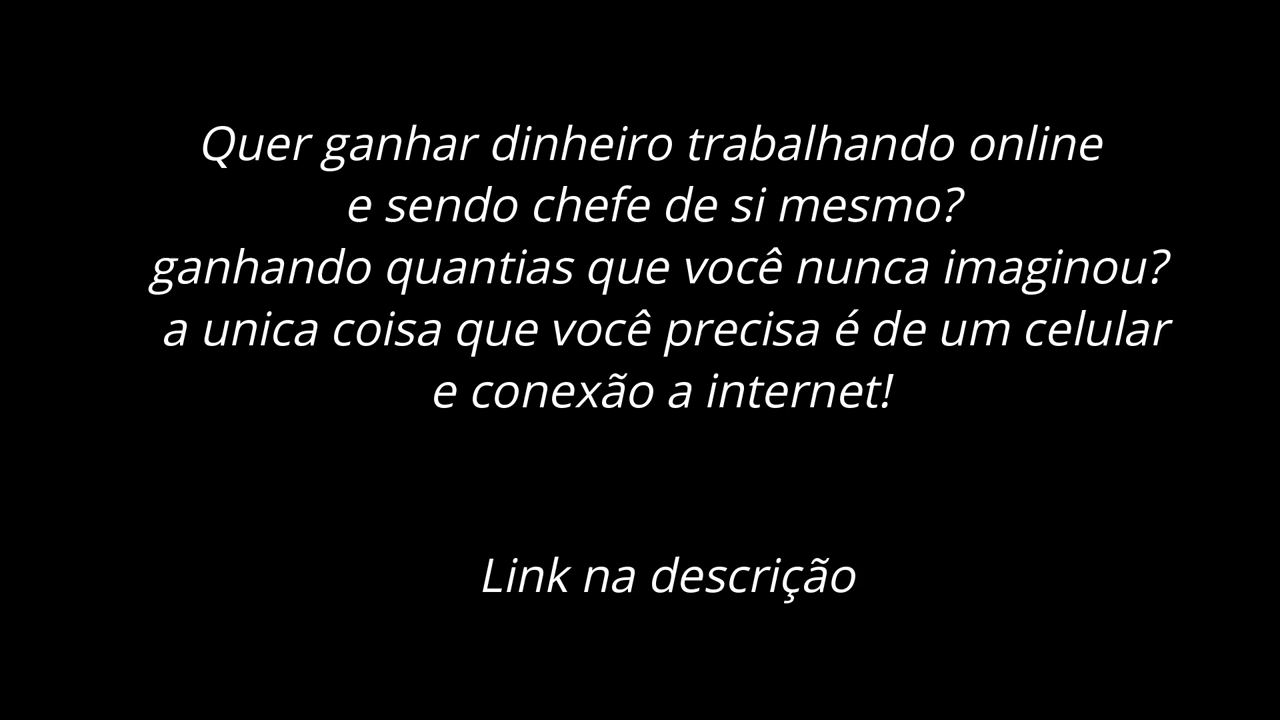 Quer ganhar dinheiro trabalhando online
e sendo chefe de si mesmo?
ganhando quantias que você nunca imaginou?
a unica coisa que você precisa é de um celular
e conexão a internet!
Link na descrição